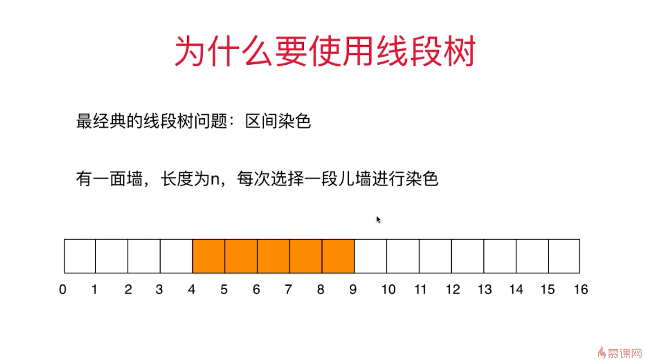 为什么要使用线段树
最经典的线段树问题：区间染色
有一面墙，长度为n，每次选择一段儿墙进行染色
0 1 2 3 4 5 6 7 8 9 10 11 12 13 14 15 16
慕课网